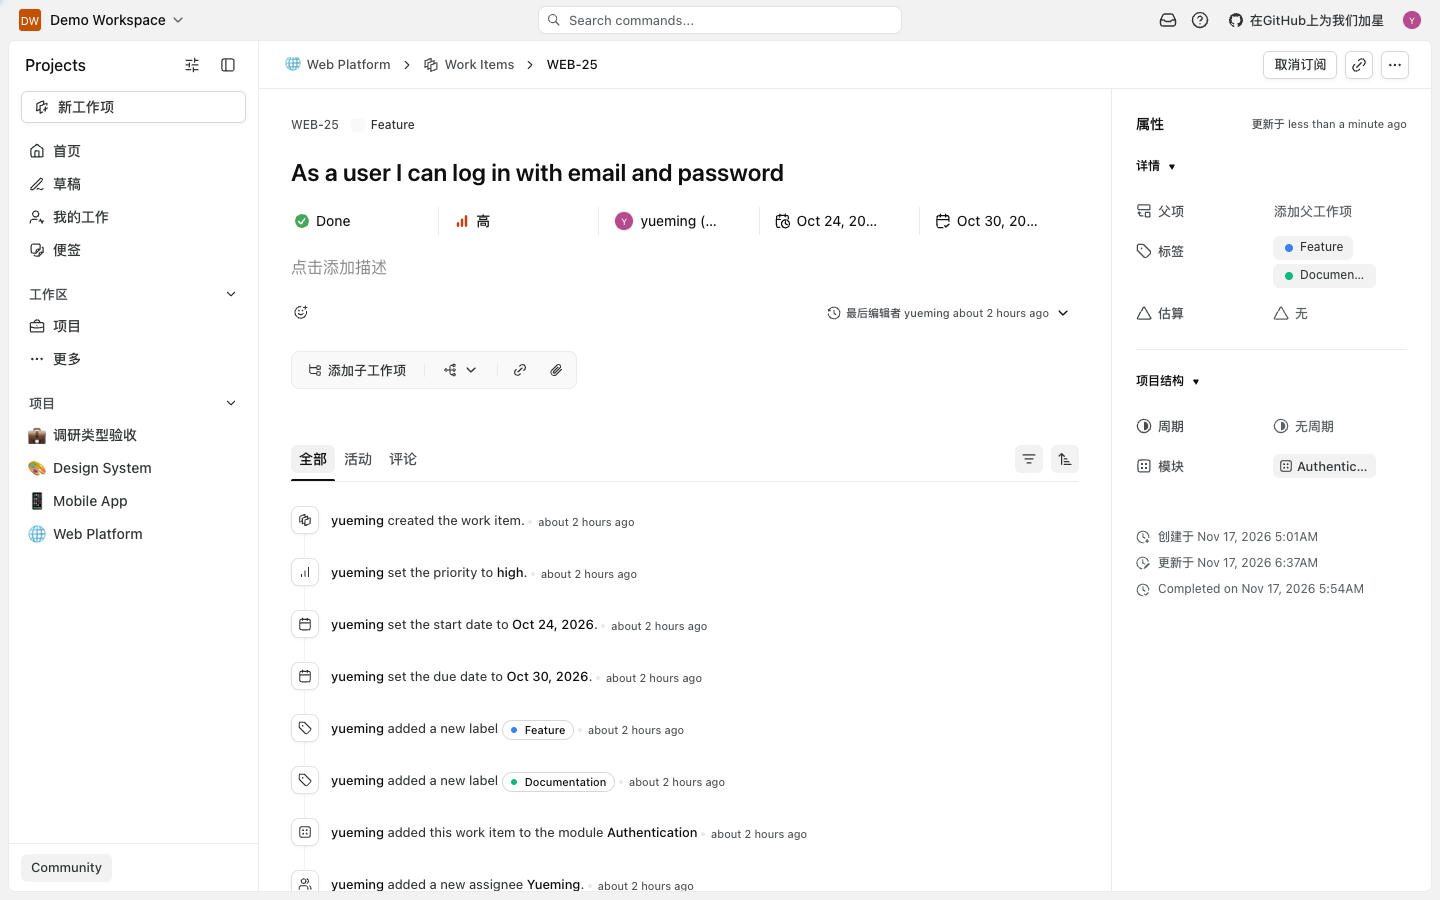 DW Demo Workspace
Search commands...
在GitHub上为我们加星
Y
Projects
新工作项
首页
草稿
我的工作
便签
工作区
项目
更多
项目
调研类型验收
Design System
Mobile App
Web Platform
Community
Web Platform
Work Items
WEB-25
取消订阅
WEB-25 Feature
As a user I can log in with email and password
Done
高
Y yueming (...
Oct 24, 20...
Oct 30, 20...
点击添加描述
最后编辑者 yueming about 2 hours ago
添加子工作项
全部 活动 评论
yueming created the work item. about 2 hours ago
yueming set the priority to high. about 2 hours ago
yueming set the start date to Oct 24, 2026. about 2 hours ago
yueming set the due date to Oct 30, 2026. about 2 hours ago
yueming added a new label Feature about 2 hours ago
yueming added a new label Documentation about 2 hours ago
yueming added this work item to the module Authentication about 2 hours ago
yueming added a new assignee Yueming. about 2 hours ago
属性 更新于 less than a minute ago
详情
父项 添加父工作项
标签 Feature
Documen...
估算 无
项目结构
周期 无周期
模块 Authentic...
创建于 Nov 17, 2026 5:01AM
更新于 Nov 17, 2026 6:37AM
Completed on Nov 17, 2026 5:54AM